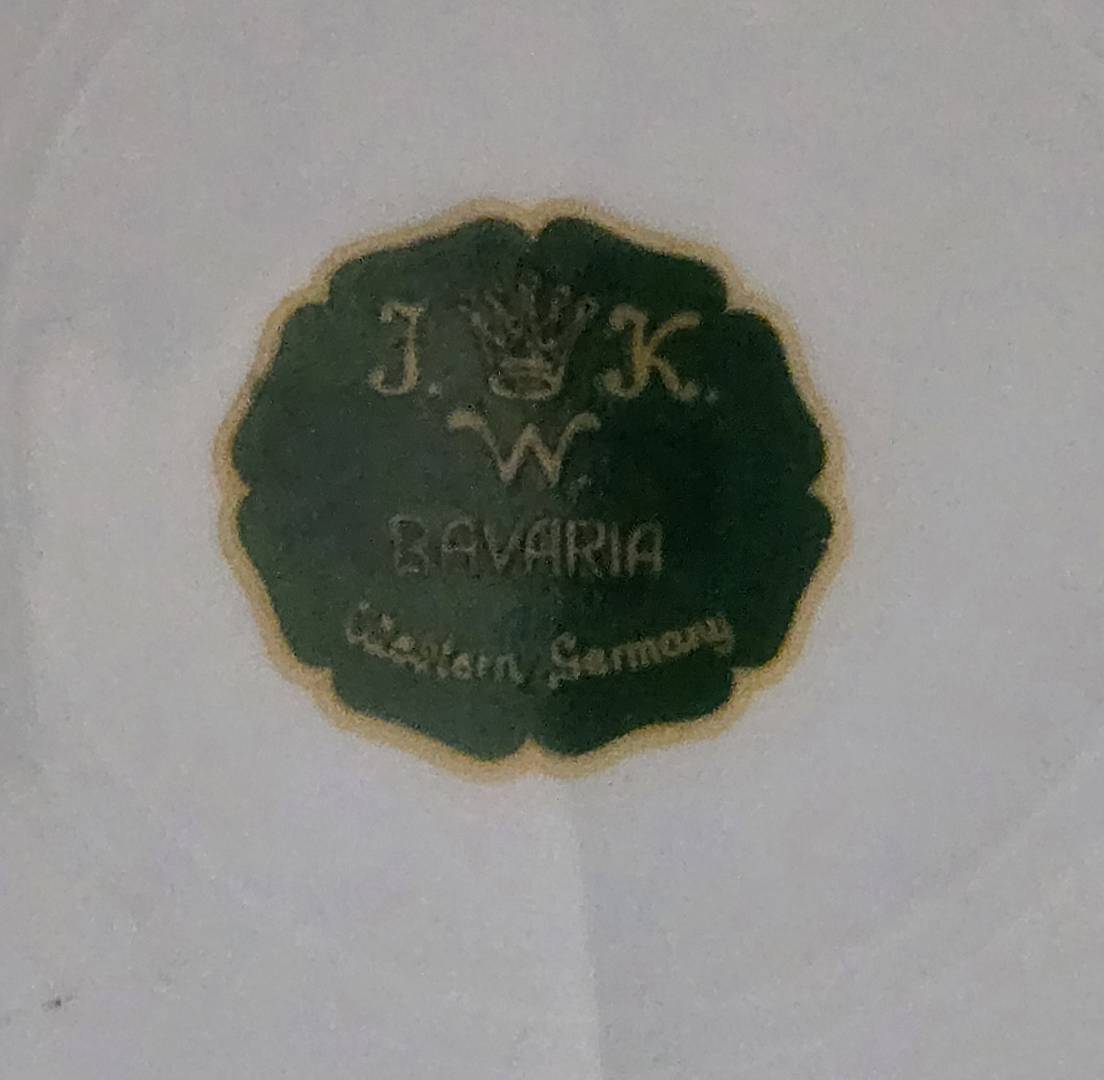 J. K.
W.
BAVARIA
Western Germany